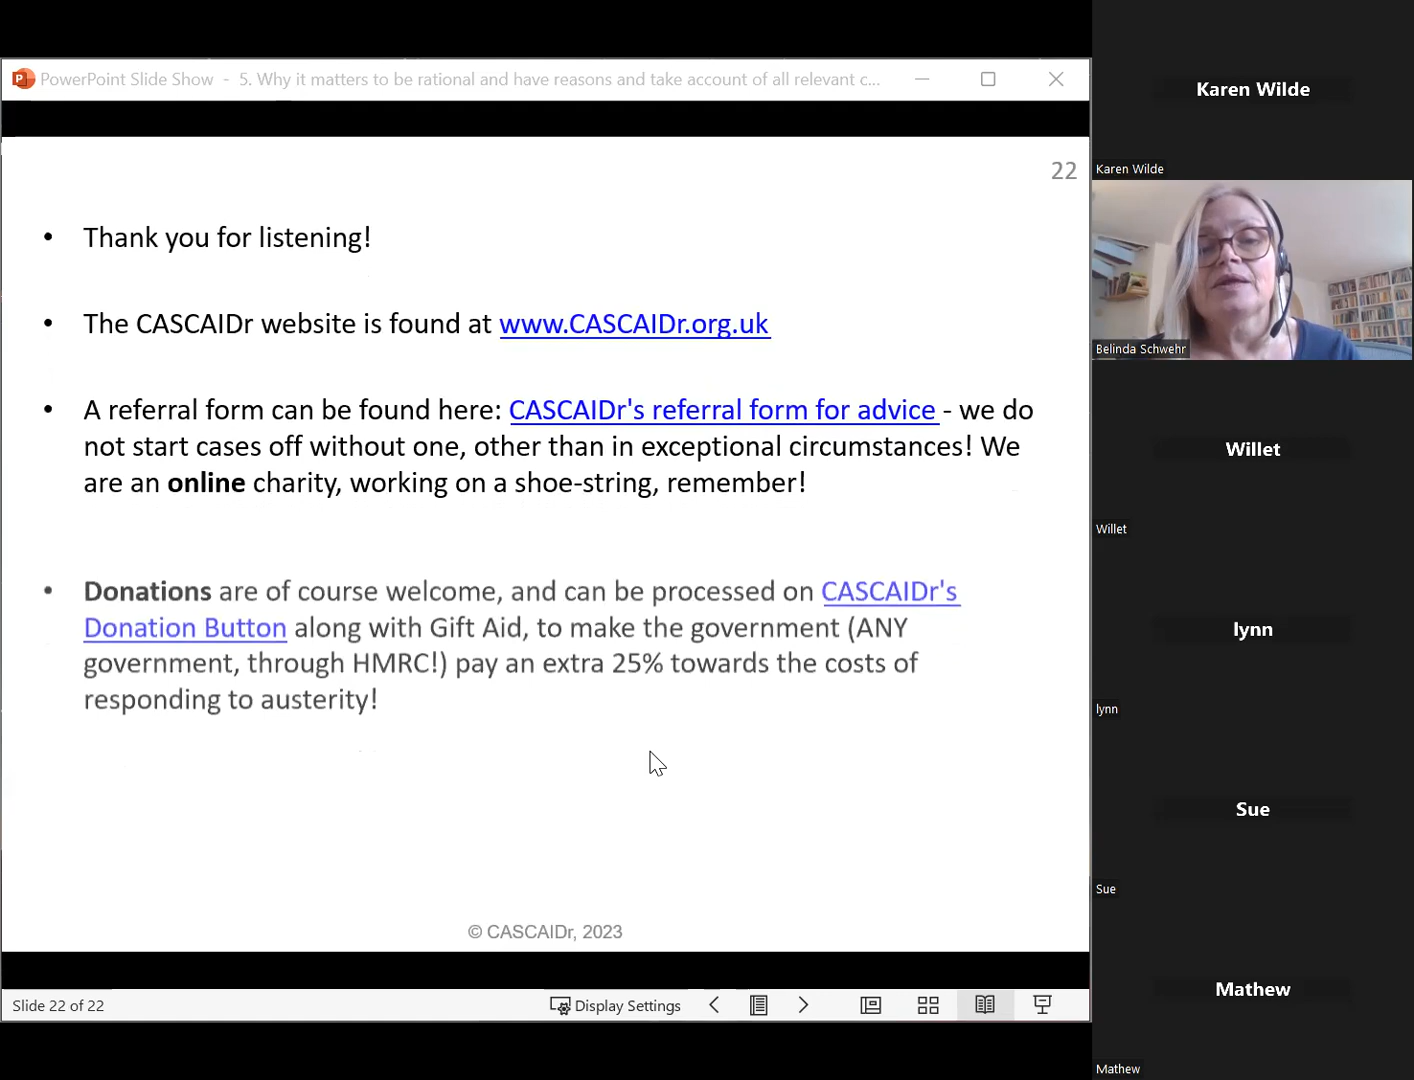 PowerPoint Slide Show - 5. Why it matters to be rational and have reasons and take account of all relevant c...
22
• Thank you for listening!
• The CASCAIDr website is found at www.CASCAIDr.org.uk
• A referral form can be found here: CASCAIDr's referral form for advice - we do
not start cases off without one, other than in exceptional circumstances! We
are an online charity, working on a shoe-string, remember!
• Donations are of course welcome, and can be processed on CASCAIDr's
Donation Button along with Gift Aid, to make the government (ANY
government, through HMRC!) pay an extra 25% towards the costs of
responding to austerity!
© CASCAIDr, 2023
Slide 22 of 22
Display Settings
Karen Wilde
Karen Wilde
Belinda Schwehr
Willet
Willet
lynn
lynn
Sue
Sue
Mathew
Mathew